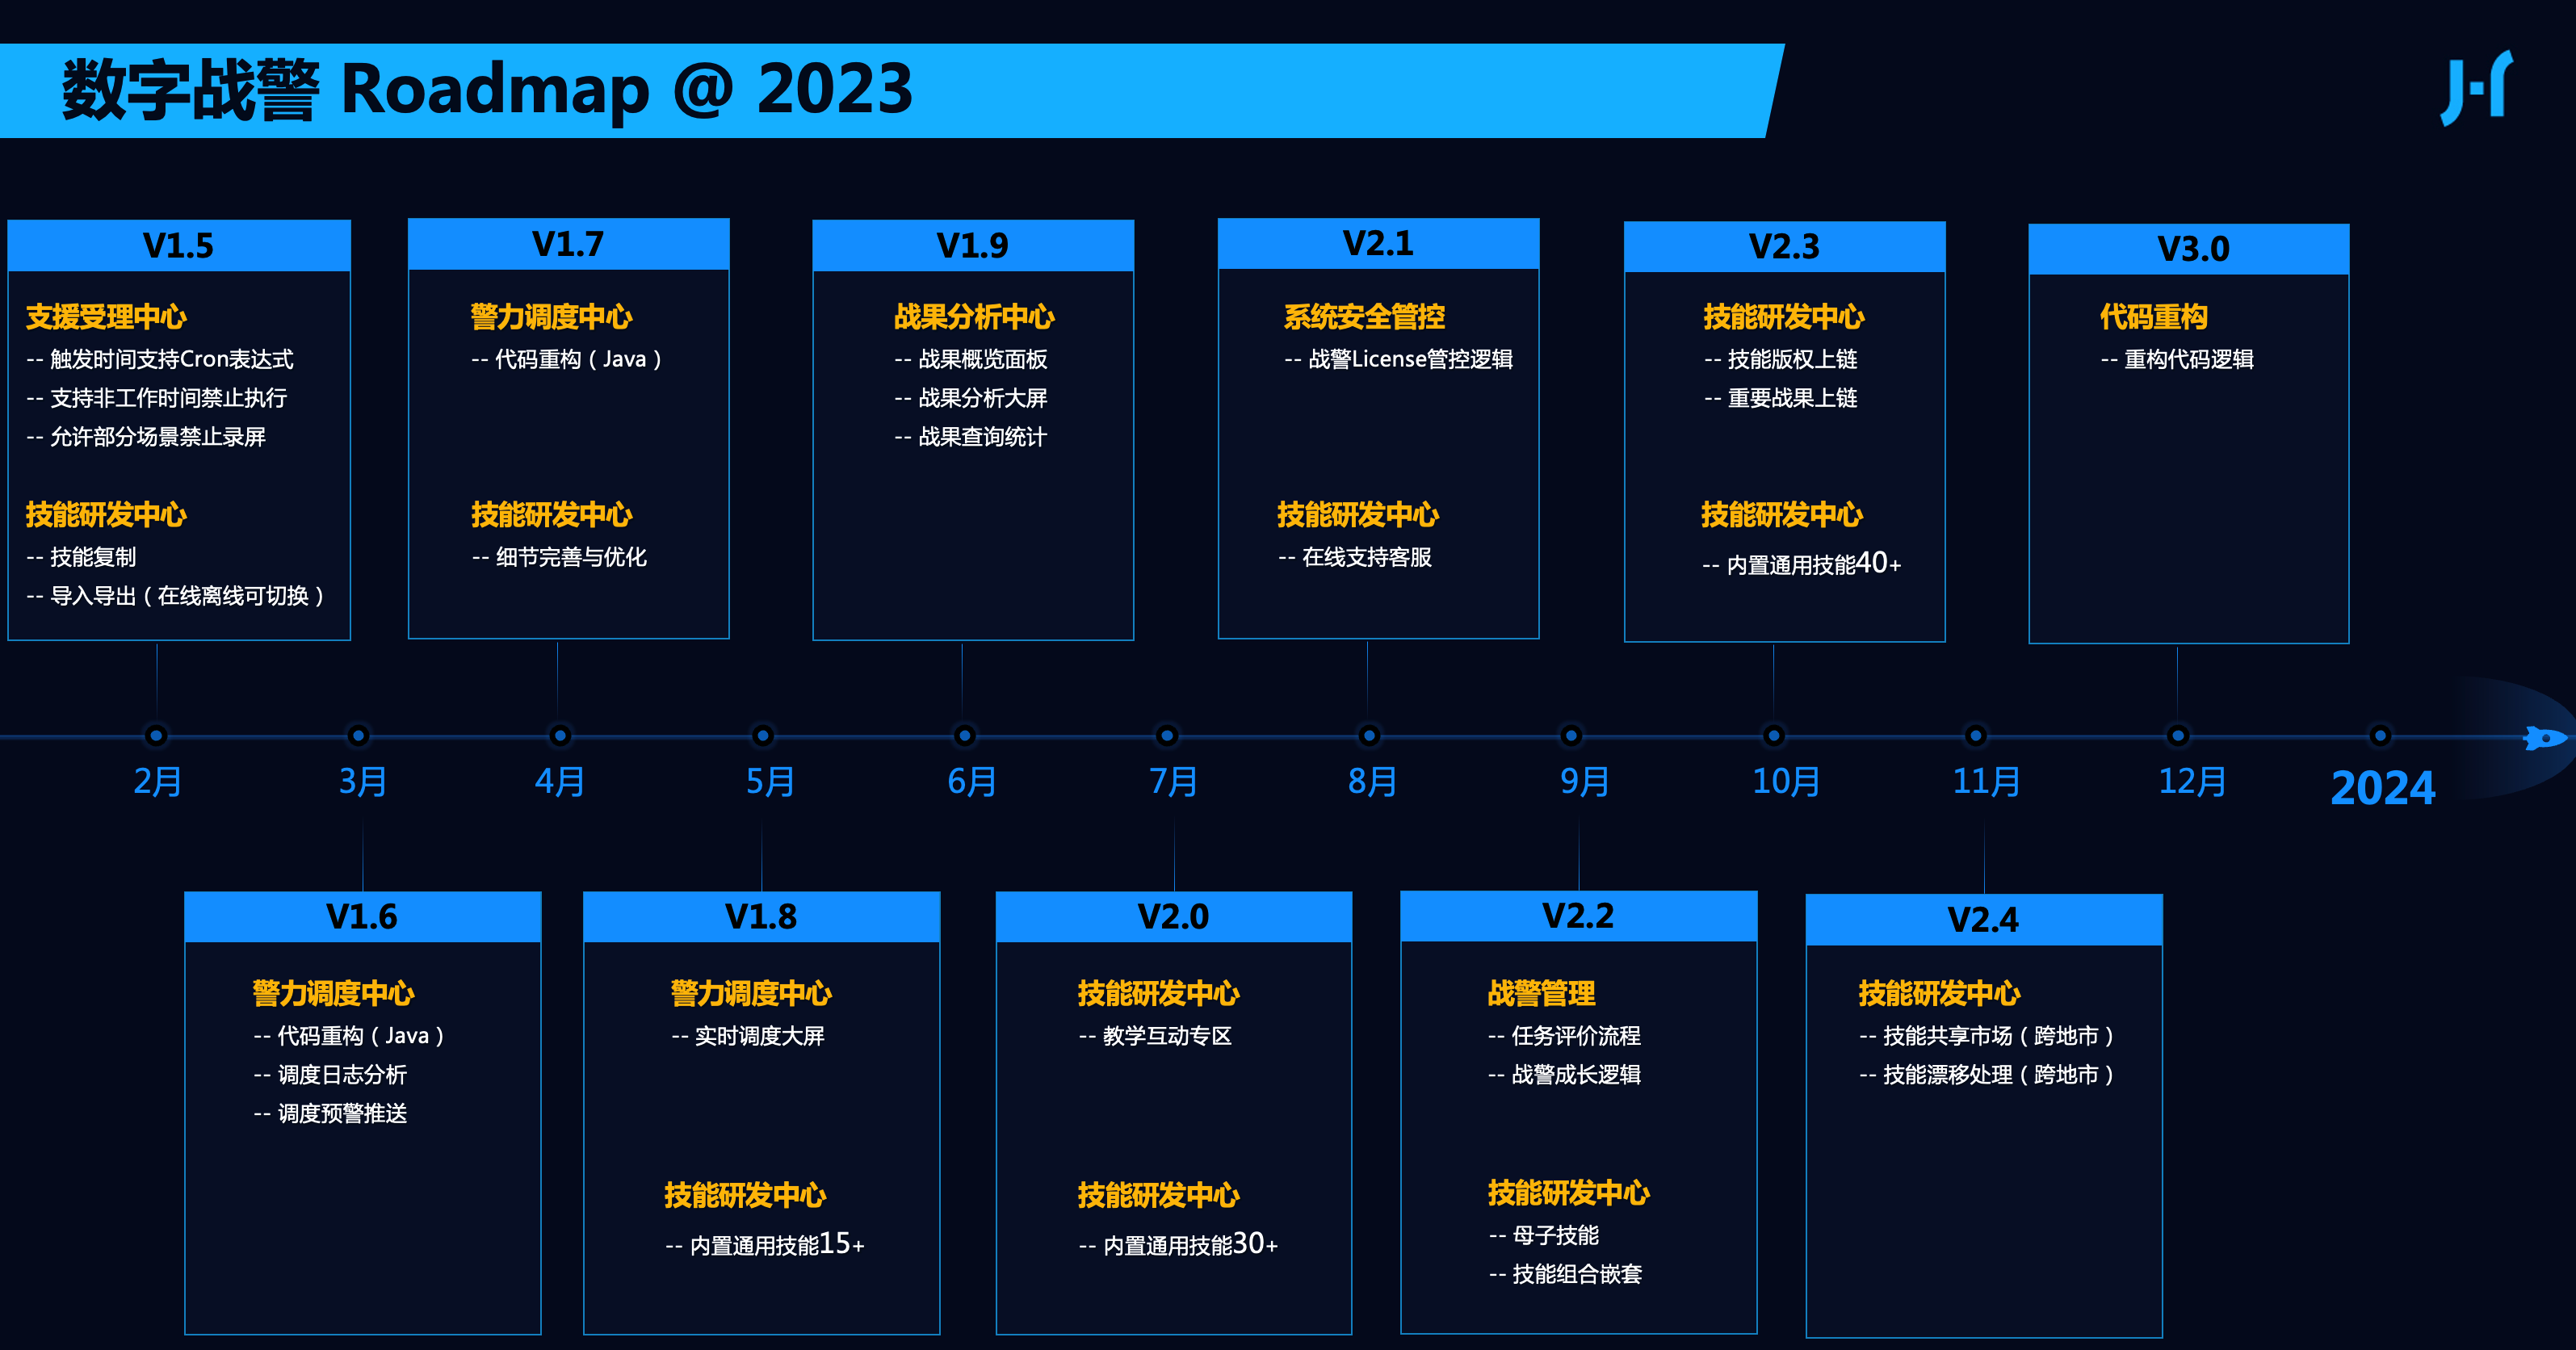 数字战警 Roadmap @ 2023
V1.5
支援受理中心
-- 触发时间支持Cron表达式
-- 支持非工作时间禁止执行
-- 允许部分场景禁止录屏
技能研发中心
-- 技能复制
-- 导入导出（在线离线可切换）
V1.7
警力调度中心
-- 代码重构（Java）
技能研发中心
-- 细节完善与优化
V1.9
战果分析中心
-- 战果概览面板
-- 战果分析大屏
-- 战果查询统计
V2.1
系统安全管控
-- 战警License管控逻辑
技能研发中心
-- 在线支持客服
V2.3
技能研发中心
-- 技能版权上链
-- 重要战果上链
技能研发中心
-- 内置通用技能40+
V3.0
代码重构
-- 重构代码逻辑
2月
3月
4月
5月
6月
7月
8月
9月
10月
11月
12月
2024
V1.6
警力调度中心
-- 代码重构（Java）
-- 调度日志分析
-- 调度预警推送
V1.8
警力调度中心
-- 实时调度大屏
技能研发中心
-- 内置通用技能15+
V2.0
技能研发中心
-- 教学互动专区
技能研发中心
-- 内置通用技能30+
V2.2
战警管理
-- 任务评价流程
-- 战警成长逻辑
技能研发中心
-- 母子技能
-- 技能组合嵌套
V2.4
技能研发中心
-- 技能共享市场（跨地市）
-- 技能漂移处理（跨地市）